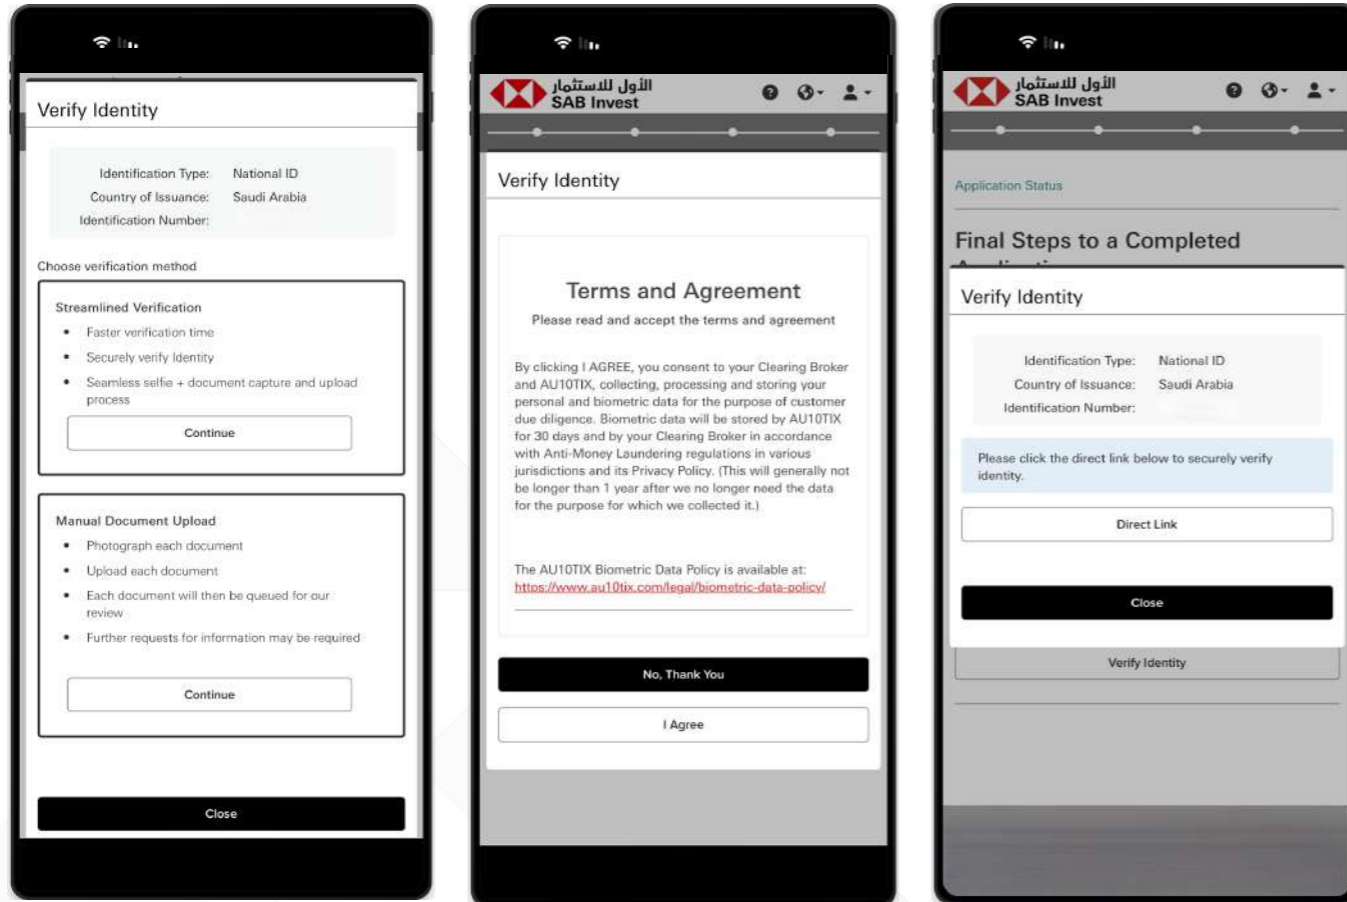 Verify Identity
Identification Type: National ID
Country of Issuance: Saudi Arabia
Identification Number:
Choose verification method
Streamlined Verification
• Faster verification time
• Securely verify Identity
• Seamless selfie + document capture and upload
process
Continue
Manual Document Upload
• Photograph each document
• Upload each document
• Each document will then be queued for our
review
• Further requests for information may be required
Continue
Close
الأول للاستثمار
SAB Invest
Verify Identity
Terms and Agreement
Please read and accept the terms and agreement
By clicking I AGREE, you consent to your Clearing Broker
and AU10TIX, collecting, processing and storing your
personal and biometric data for the purpose of customer
due diligence. Biometric data will be stored by AU10TIX
for 30 days and by your Clearing Broker in accordance
with Anti-Money Laundering regulations in various
jurisdictions and its Privacy Policy. (This will generally not
be longer than 1 year after we no longer need the data
for the purpose for which we collected it.)
The AU10TIX Biometric Data Policy is available at:
https://www.au10tix.com/legal/biometric-data-policy/
No, Thank You
I Agree
الأول للاستثمار
SAB Invest
Application Status
Final Steps to a Completed
Verify Identity
Identification Type: National ID
Country of Issuance: Saudi Arabia
Identification Number:
Please click the direct link below to securely verify
identity.
Direct Link
Close
Verify Identity